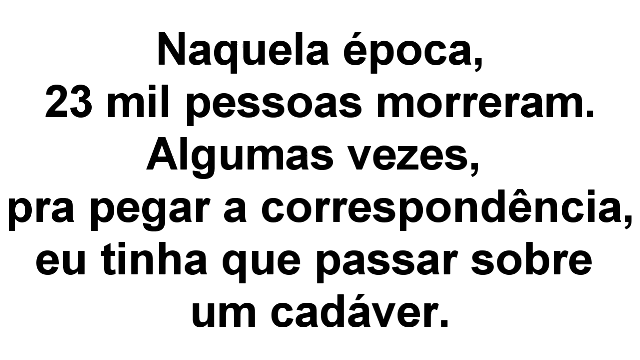 Naquela época,
23 mil pessoas morreram.
Algumas vezes,
pra pegar a correspondência,
eu tinha que passar sobre
um cadáver.